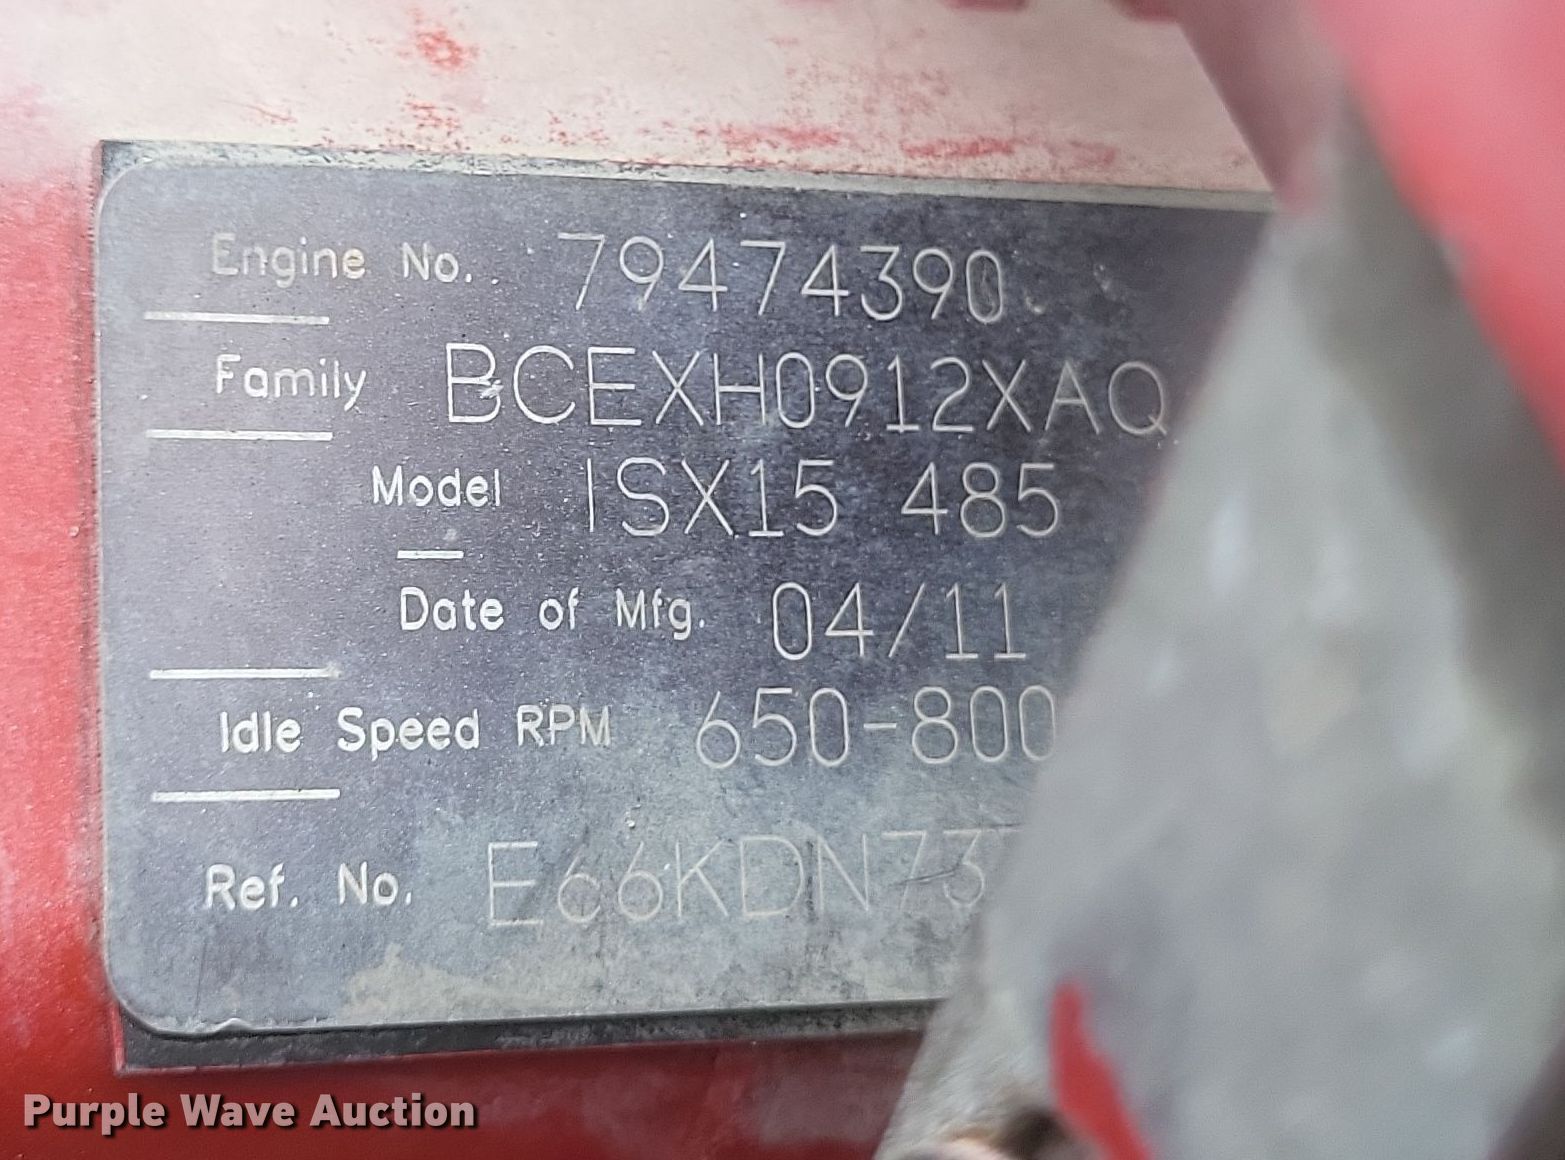 Engine No. 79474390
Family BCEXH0912XAQ
Model ISX15 485
Date of Mfg. 04/11
Idle Speed RPM 650-800
Ref. No. E66KDN73
Purple Wave Auction